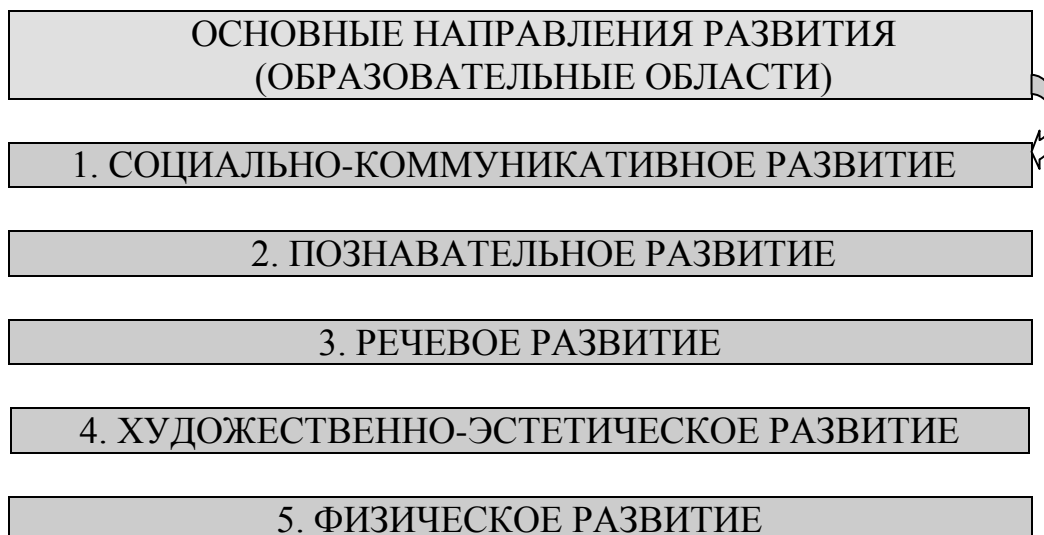 ОСНОВНЫЕ НАПРАВЛЕНИЯ РАЗВИТИЯ
(ОБРАЗОВАТЕЛЬНЫЕ ОБЛАСТИ)
1. СОЦИАЛЬНО-КОММУНИКАТИВНОЕ РАЗВИТИЕ
2. ПОЗНАВАТЕЛЬНОЕ РАЗВИТИЕ
3. РЕЧЕВОЕ РАЗВИТИЕ
4. ХУДОЖЕСТВЕННО-ЭСТЕТИЧЕСКОЕ РАЗВИТИЕ
5. ФИЗИЧЕСКОЕ РАЗВИТИЕ